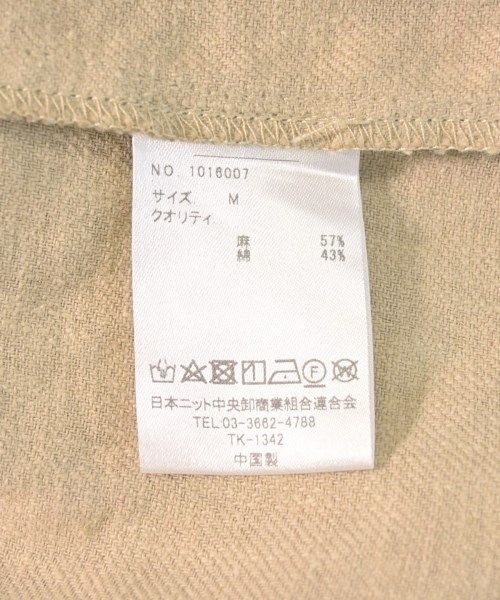 NO. 1016007
サイズ M
クオリティ
麻 57%
綿 43%
F W
日本ニット中央卸商業組合連合会
TEL.03-3662-4788
TK-1342
中国製